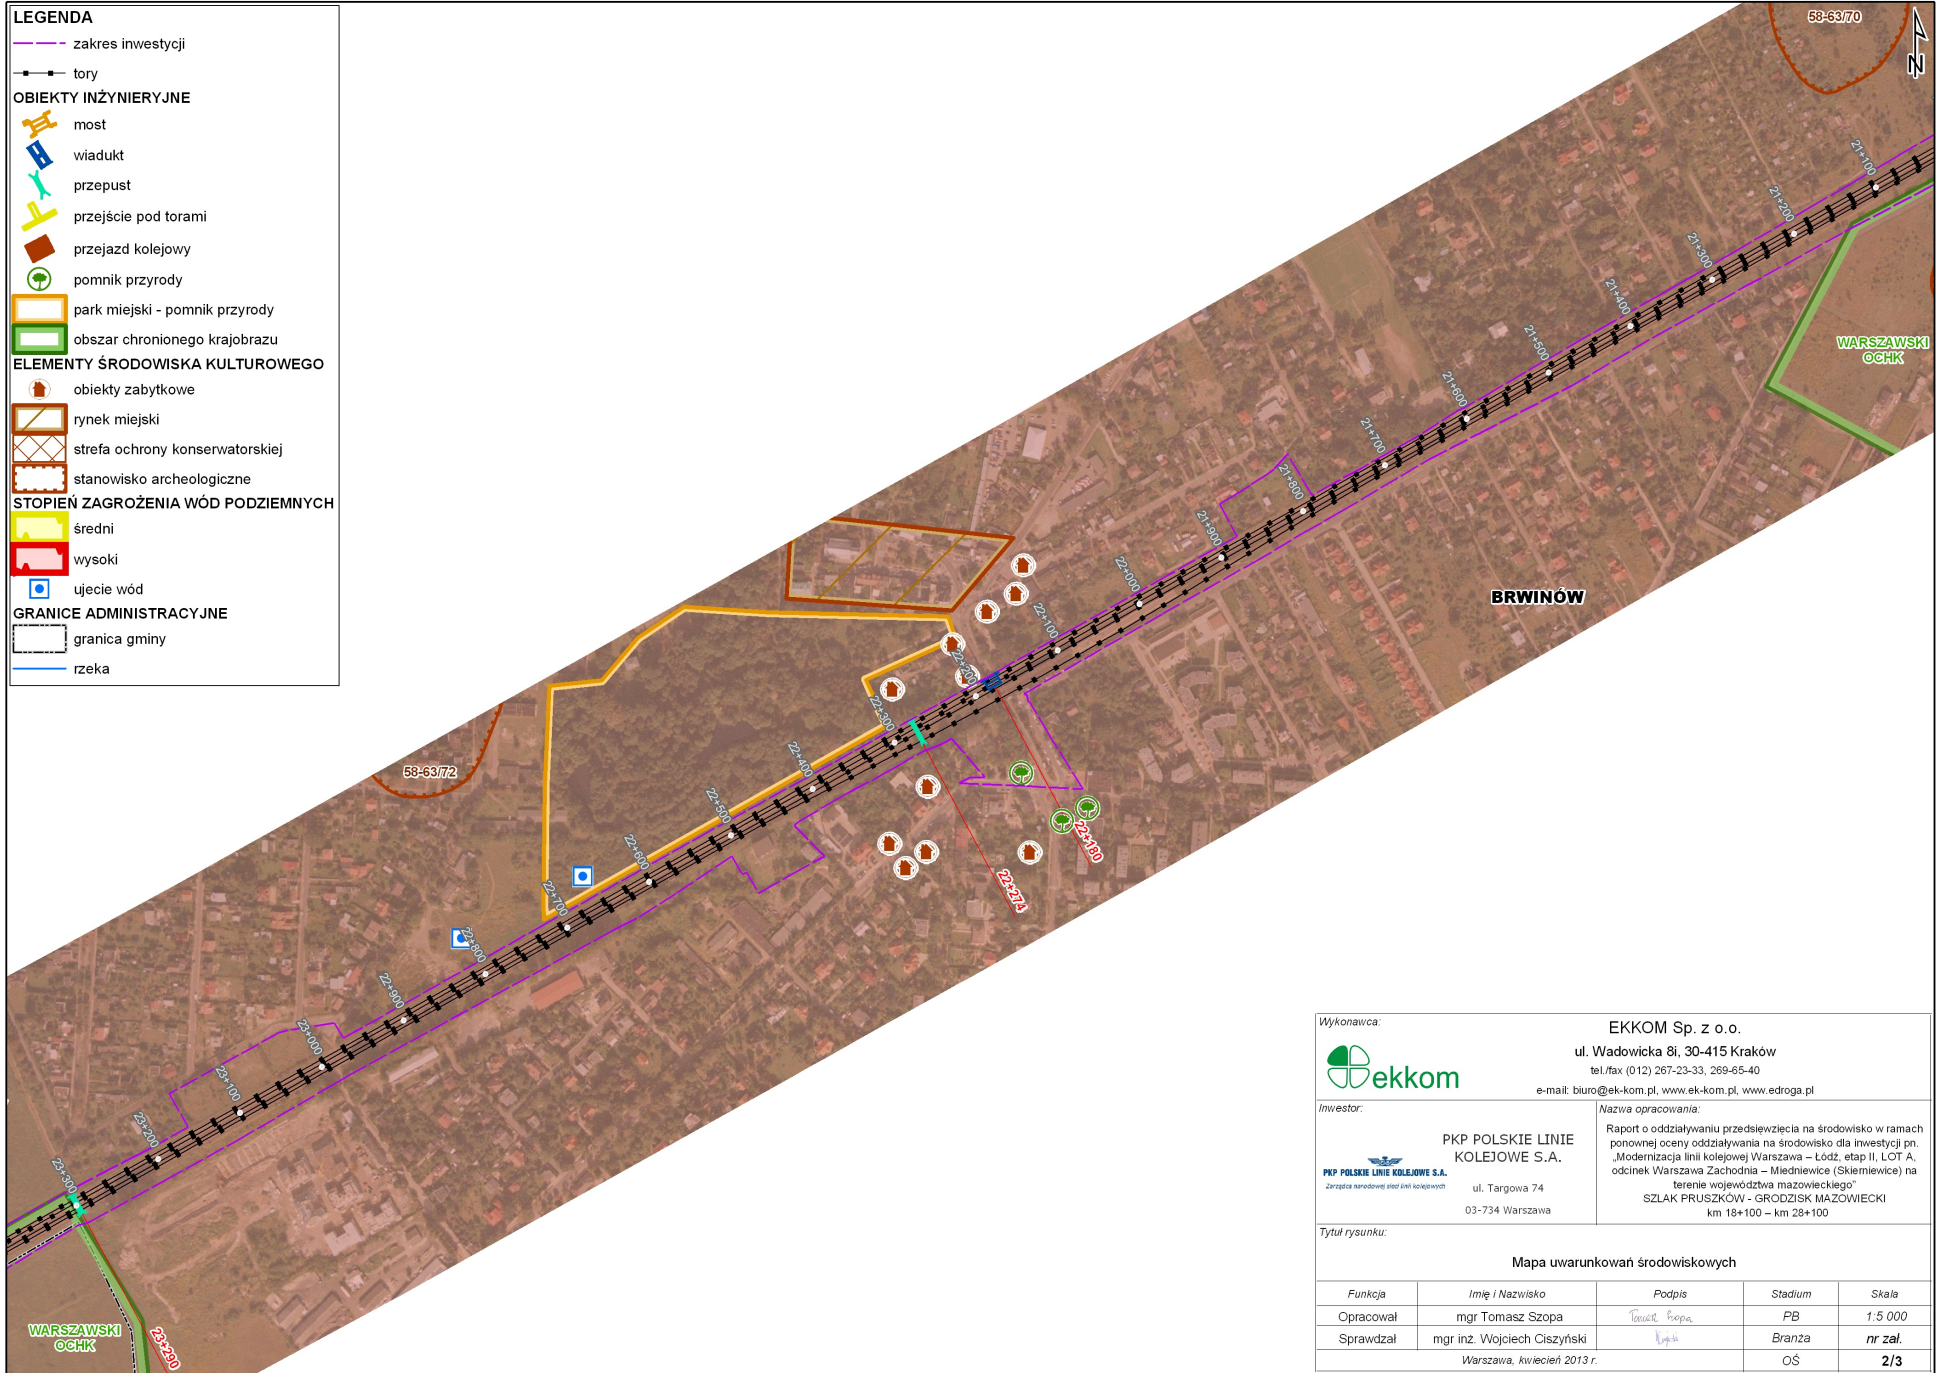 LEGENDA
zakres inwestycji
tory
OBIEKTY INŻYNIERYJNE
most
wiadukt
przepust
przejście pod torami
przejazd kolejowy
pomnik przyrody
park miejski - pomnik przyrody
obszar chronionego krajobrazu
ELEMENTY ŚRODOWISKA KULTUROWEGO
obiekty zabytkowe
rynek miejski
strefa ochrony konserwatorskiej
stanowisko archeologiczne
STOPIEŃ ZAGROŻENIA WÓD PODZIEMNYCH
średni
wysoki
ujecie wód
GRANICE ADMINISTRACYJNE
granica gminy
rzeka
58-63/70
N
21+100
21+200
21+300
21+400
21+500
21+600
21+700
21+800
21+900
22+000
22+100
22+200
22+300
22+400
22+500
22+600
22+700
22+800
22+900
23+000
23+100
23+200
23+300
WARSZAWSKI
OCHK
BRWINÓW
58-63/72
22+180
22+274
23+290
WARSZAWSKI
OCHK
Wykonawca:
ekkom
EKKOM Sp. z o.o.
ul. Wadowicka 8i, 30-415 Kraków
tel./fax (012) 267-23-33, 269-65-40
e-mail: biuro@ek-kom.pl, www.ek-kom.pl, www.edroga.pl
Inwestor:
PKP POLSKIE LINIE KOLEJOWE S.A.
Zarządca narodowej sieci linii kolejowych
PKP POLSKIE LINIE
KOLEJOWE S.A.
ul. Targowa 74
03-734 Warszawa
Nazwa opracowania:
Raport o oddziaływaniu przedsięwzięcia na środowisko w ramach
ponownej oceny oddziaływania na środowisko dla inwestycji pn.
„Modernizacja linii kolejowej Warszawa – Łódź, etap II, LOT A,
odcinek Warszawa Zachodnia – Miedniewice (Skierniewice) na
terenie województwa mazowieckiego”
SZLAK PRUSZKÓW - GRODZISK MAZOWIECKI
km 18+100 – km 28+100
Tytuł rysunku:
Mapa uwarunkowań środowiskowych
Funkcja Imię i Nazwisko Podpis Stadium Skala
Opracował mgr Tomasz Szopa Tomasz Szopa PB 1:5 000
Sprawdzał mgr inż. Wojciech Ciszyński Branża nr zał.
Warszawa, kwiecień 2013 r. OŚ 2/3